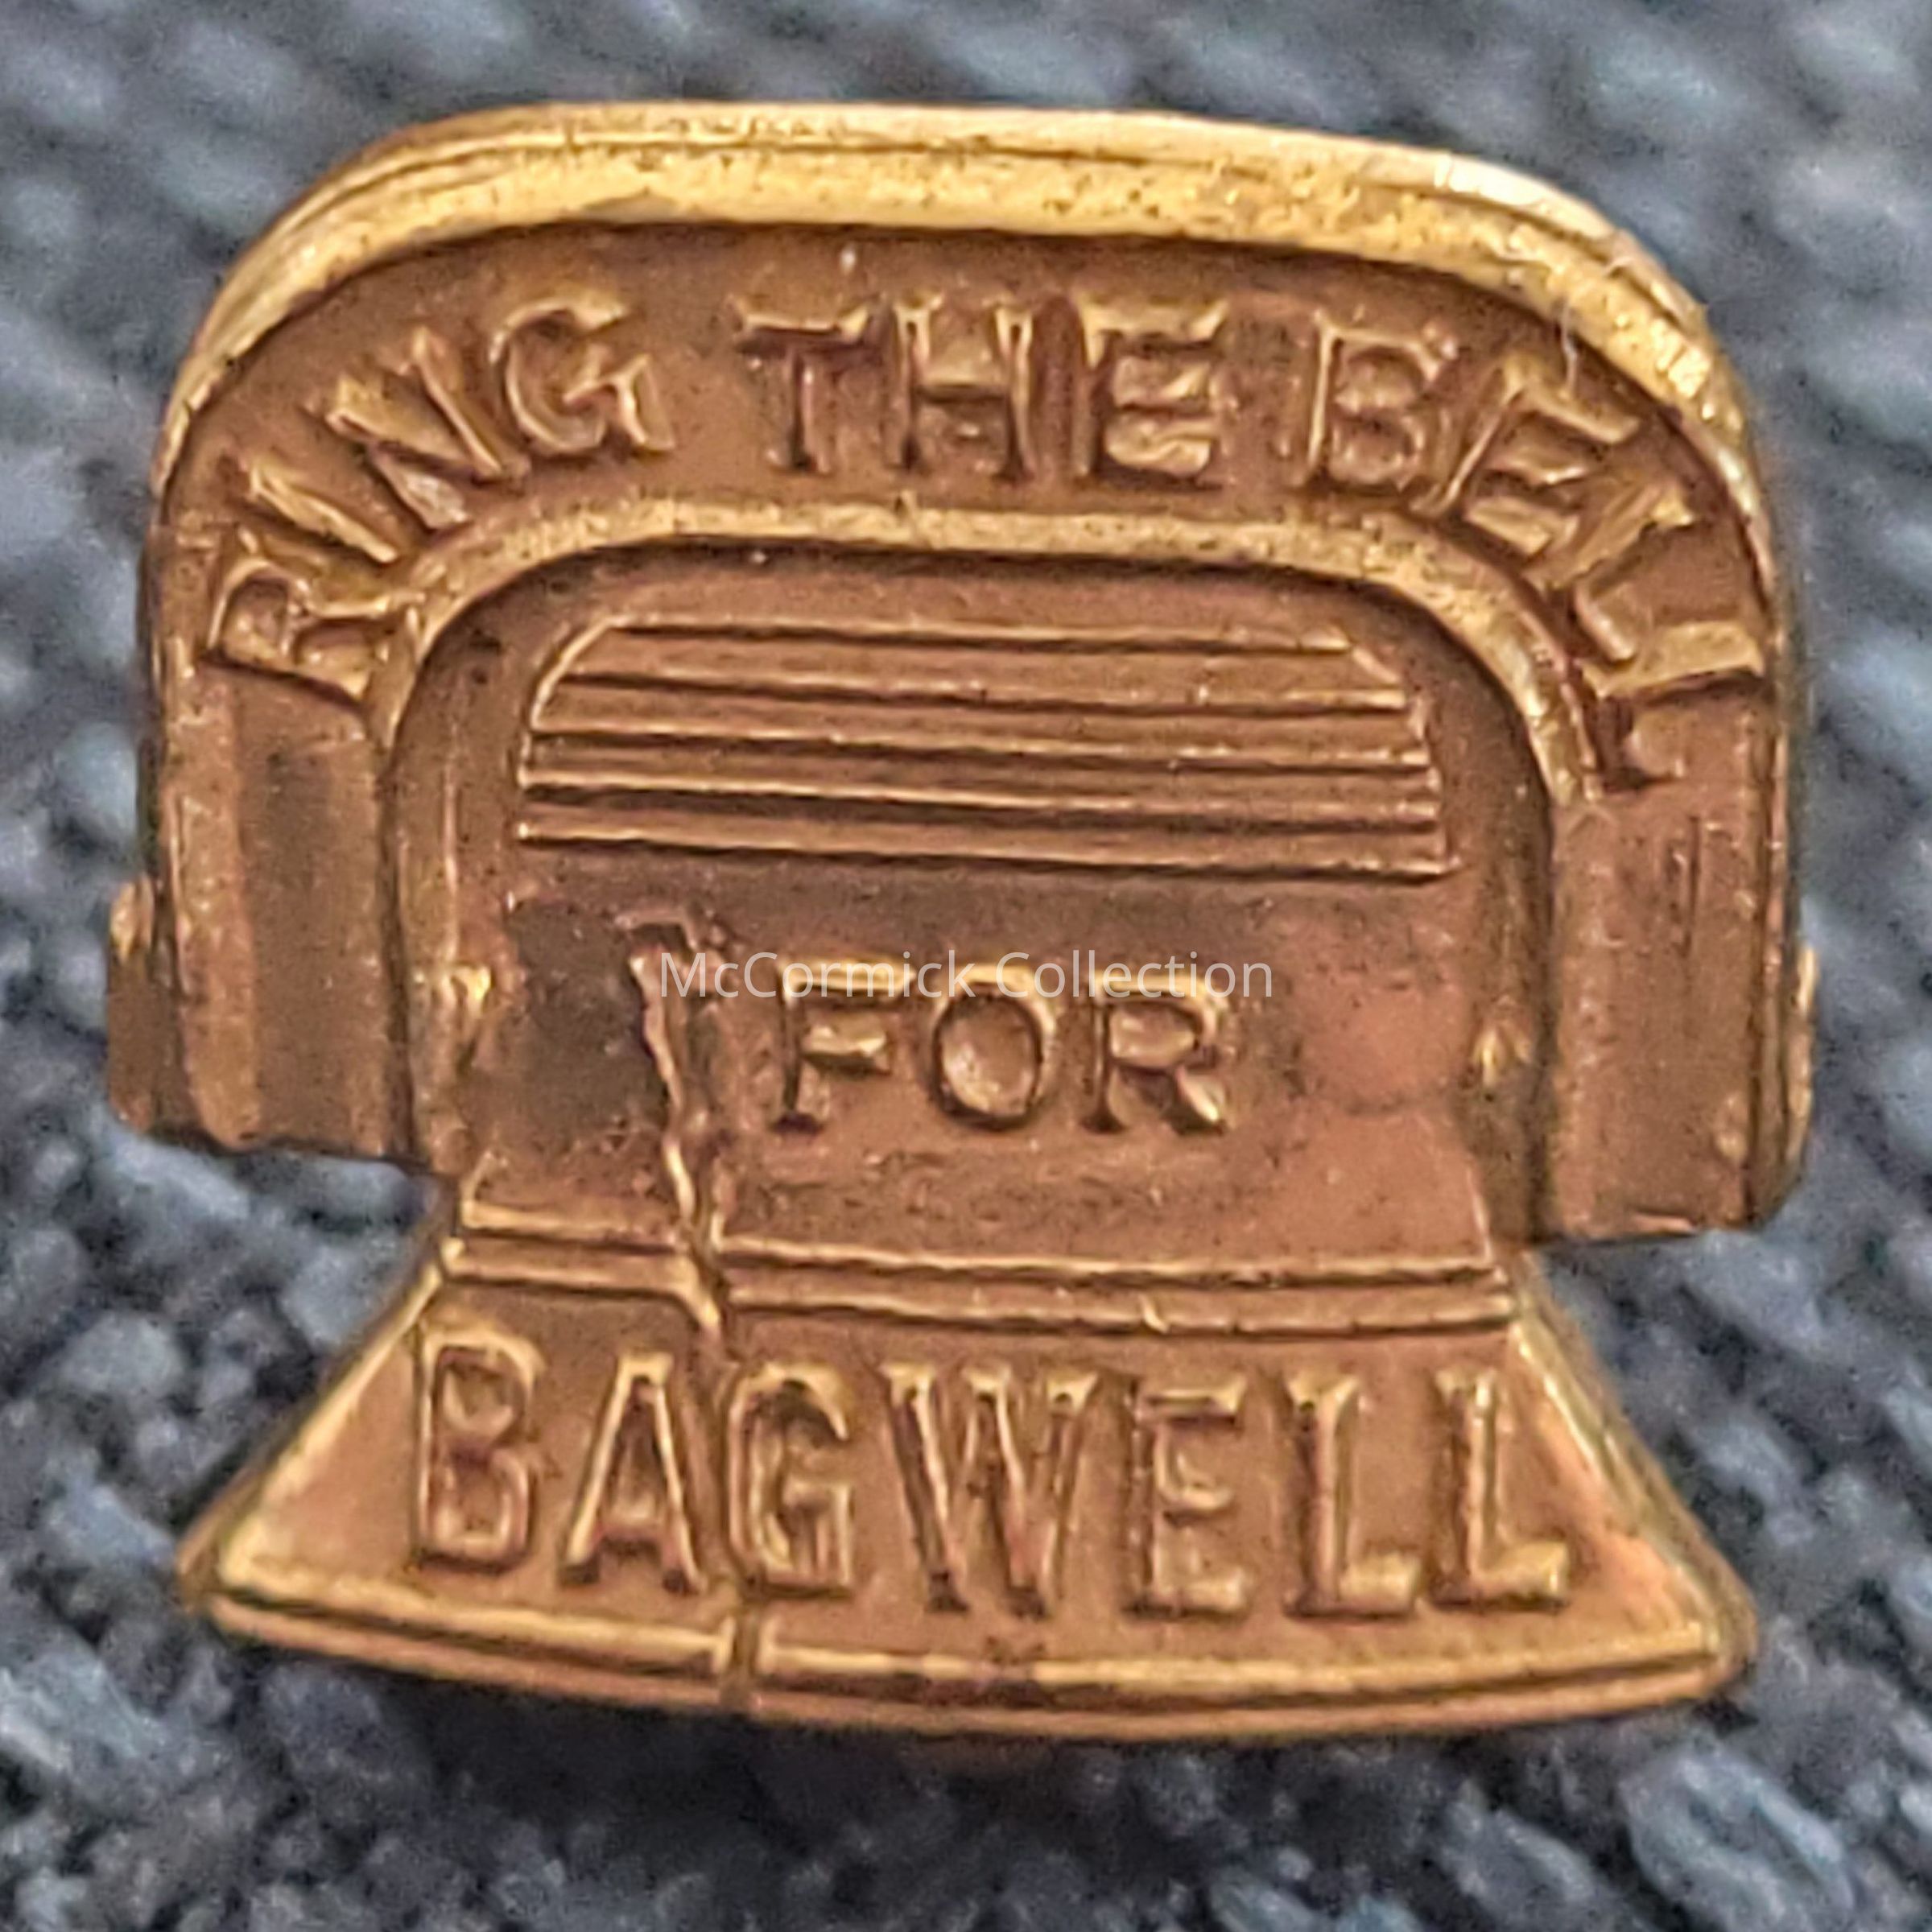 RING THE BELL
McCormick Collection
FOR
BAGWELL